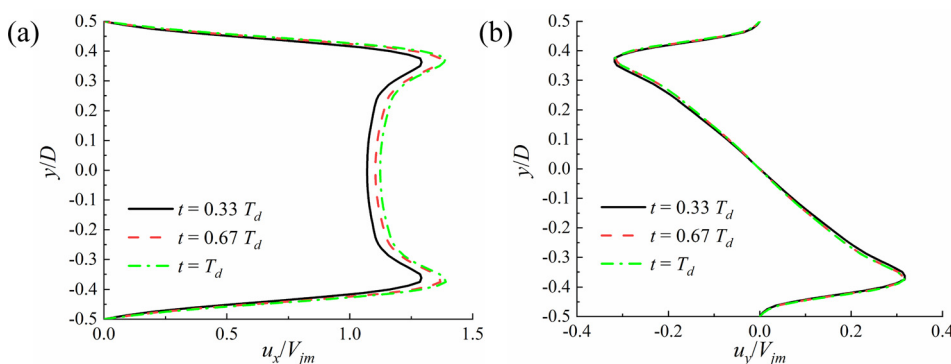 (a)
0.5
0.4
0.3
0.2
0.1
0.0
-0.1
-0.2
-0.3
-0.4
-0.5
y/D
t = 0.33 T_d
t = 0.67 T_d
t = T_d
0.0 0.5 1.0 1.5
u_x/V_jm
(b)
0.5
0.4
0.3
0.2
0.1
0.0
-0.1
-0.2
-0.3
-0.4
-0.5
y/D
t = 0.33 T_d
t = 0.67 T_d
t = T_d
-0.4 -0.2 0.0 0.2 0.4
u_y/V_jm